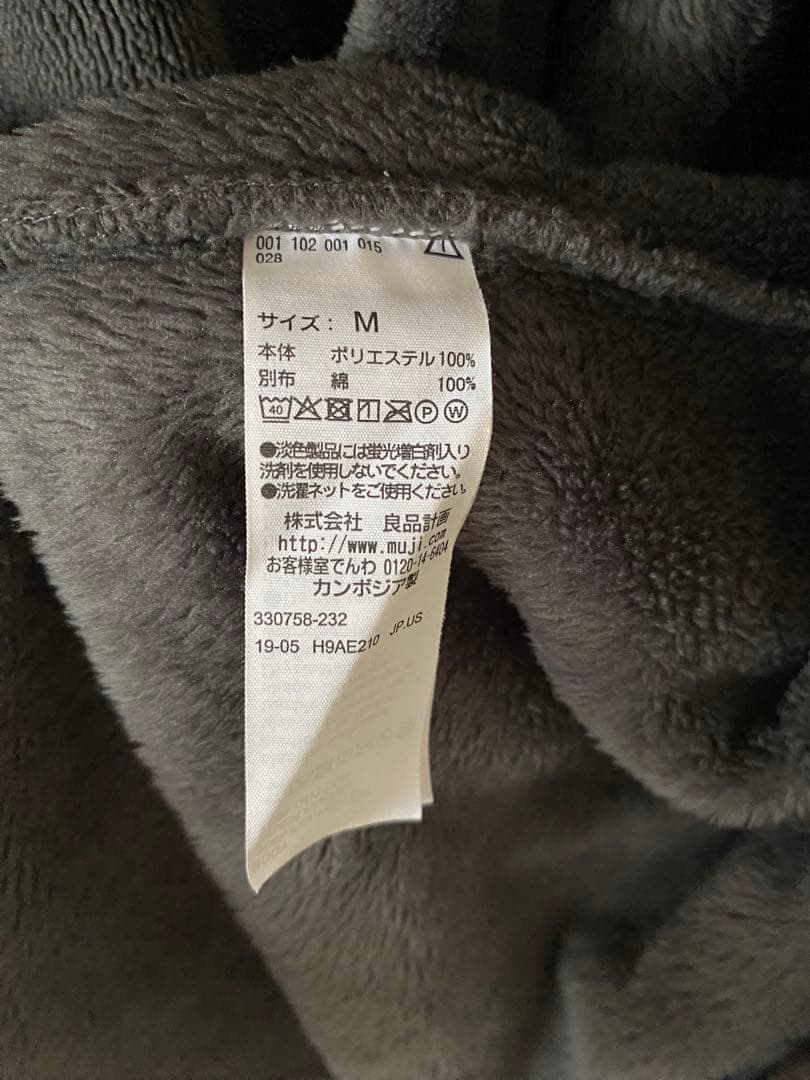 001 102 001 015
028
サイズ： M
本体 ポリエステル100%
別布 綿 100%
40 P W
●淡色製品には蛍光増白剤入り
洗剤を使用しないでください。
●洗濯ネットをご使用ください。
株式会社 良品計画
http://www.muji.com
お客様室でんわ 0120-14-6404
カンボジア製
330758-232
19-05 H9AE210 JP.US